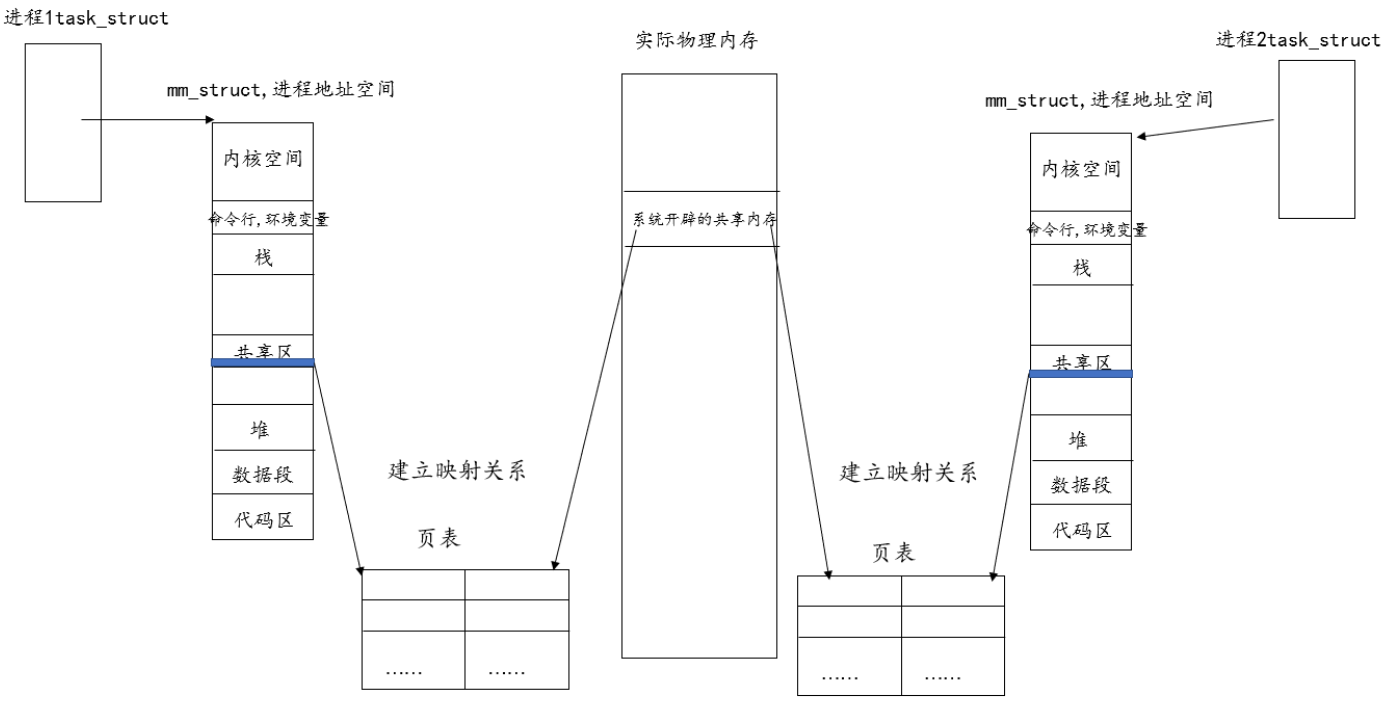 进程1task_struct
mm_struct,进程地址空间
内核空间
命令行,环境变量
栈
共享区
堆
数据段
代码区
建立映射关系
页表
……  ……
实际物理内存
系统开辟的共享内存
进程2task_struct
mm_struct,进程地址空间
内核空间
命令行,环境变量
栈
共享区
堆
数据段
代码区
建立映射关系
页表
……  ……